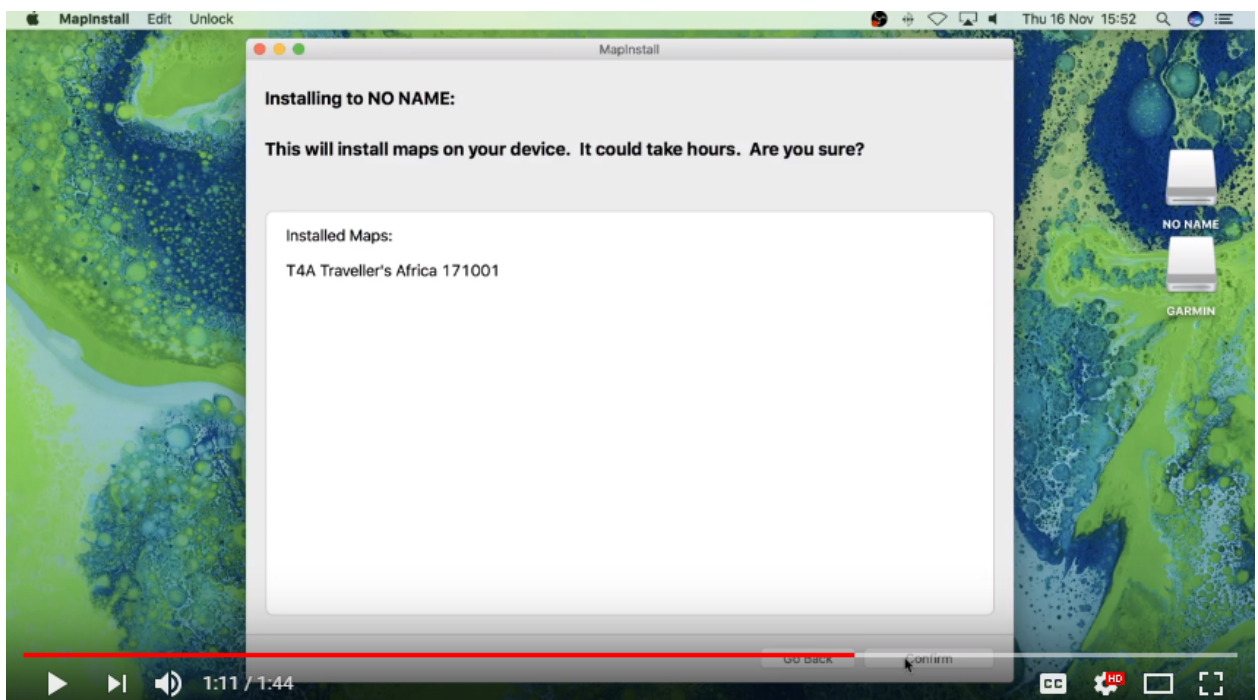 MapInstall Edit Unlock Thu 16 Nov 15:52
MapInstall
Installing to NO NAME:
This will install maps on your device. It could take hours. Are you sure?
Installed Maps:
T4A Traveller's Africa 171001
NO NAME
GARMIN
Go Back Confirm
1:11 / 1:44 CC HD